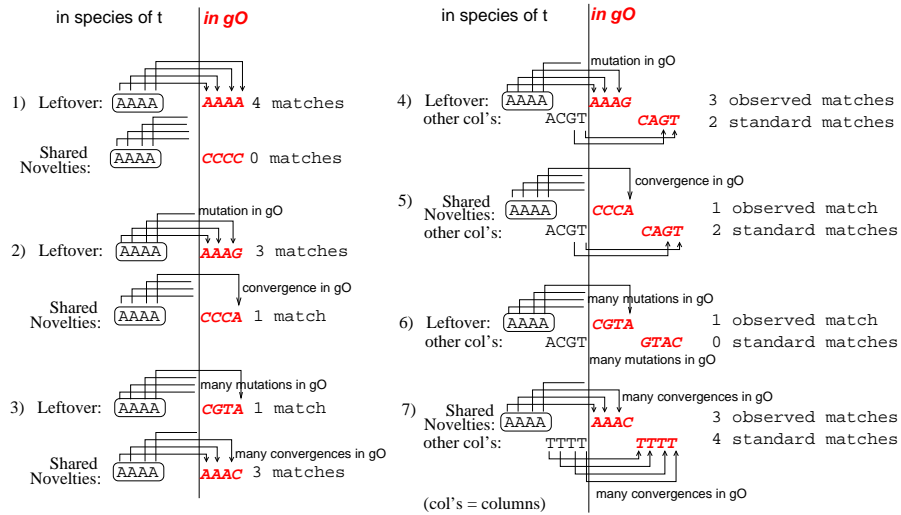 in species of t
in gO
1) Leftover: AAAA AAAA 4 matches
Shared
Novelties: AAAA CCCC 0 matches
mutation in gO
2) Leftover: AAAA AAAG 3 matches
convergence in gO
Shared
Novelties: AAAA CCCA 1 match
many mutations in gO
3) Leftover: AAAA CGTA 1 match
many convergences in gO
Shared
Novelties: AAAA AAAC 3 matches
in species of t
in gO
mutation in gO
4) Leftover: AAAA AAAG 3 observed matches
other col's: ACGT CAGT 2 standard matches
convergence in gO
5) Shared
Novelties: AAAA CCCA 1 observed match
other col's: ACGT CAGT 2 standard matches
many mutations in gO
6) Leftover: AAAA CGTA 1 observed match
other col's: ACGT GTAC 0 standard matches
many mutations in gO
many convergences in gO
7) Shared
Novelties: AAAA AAAC 3 observed matches
other col's: TTTT TTTT 4 standard matches
many convergences in gO
(col's = columns)